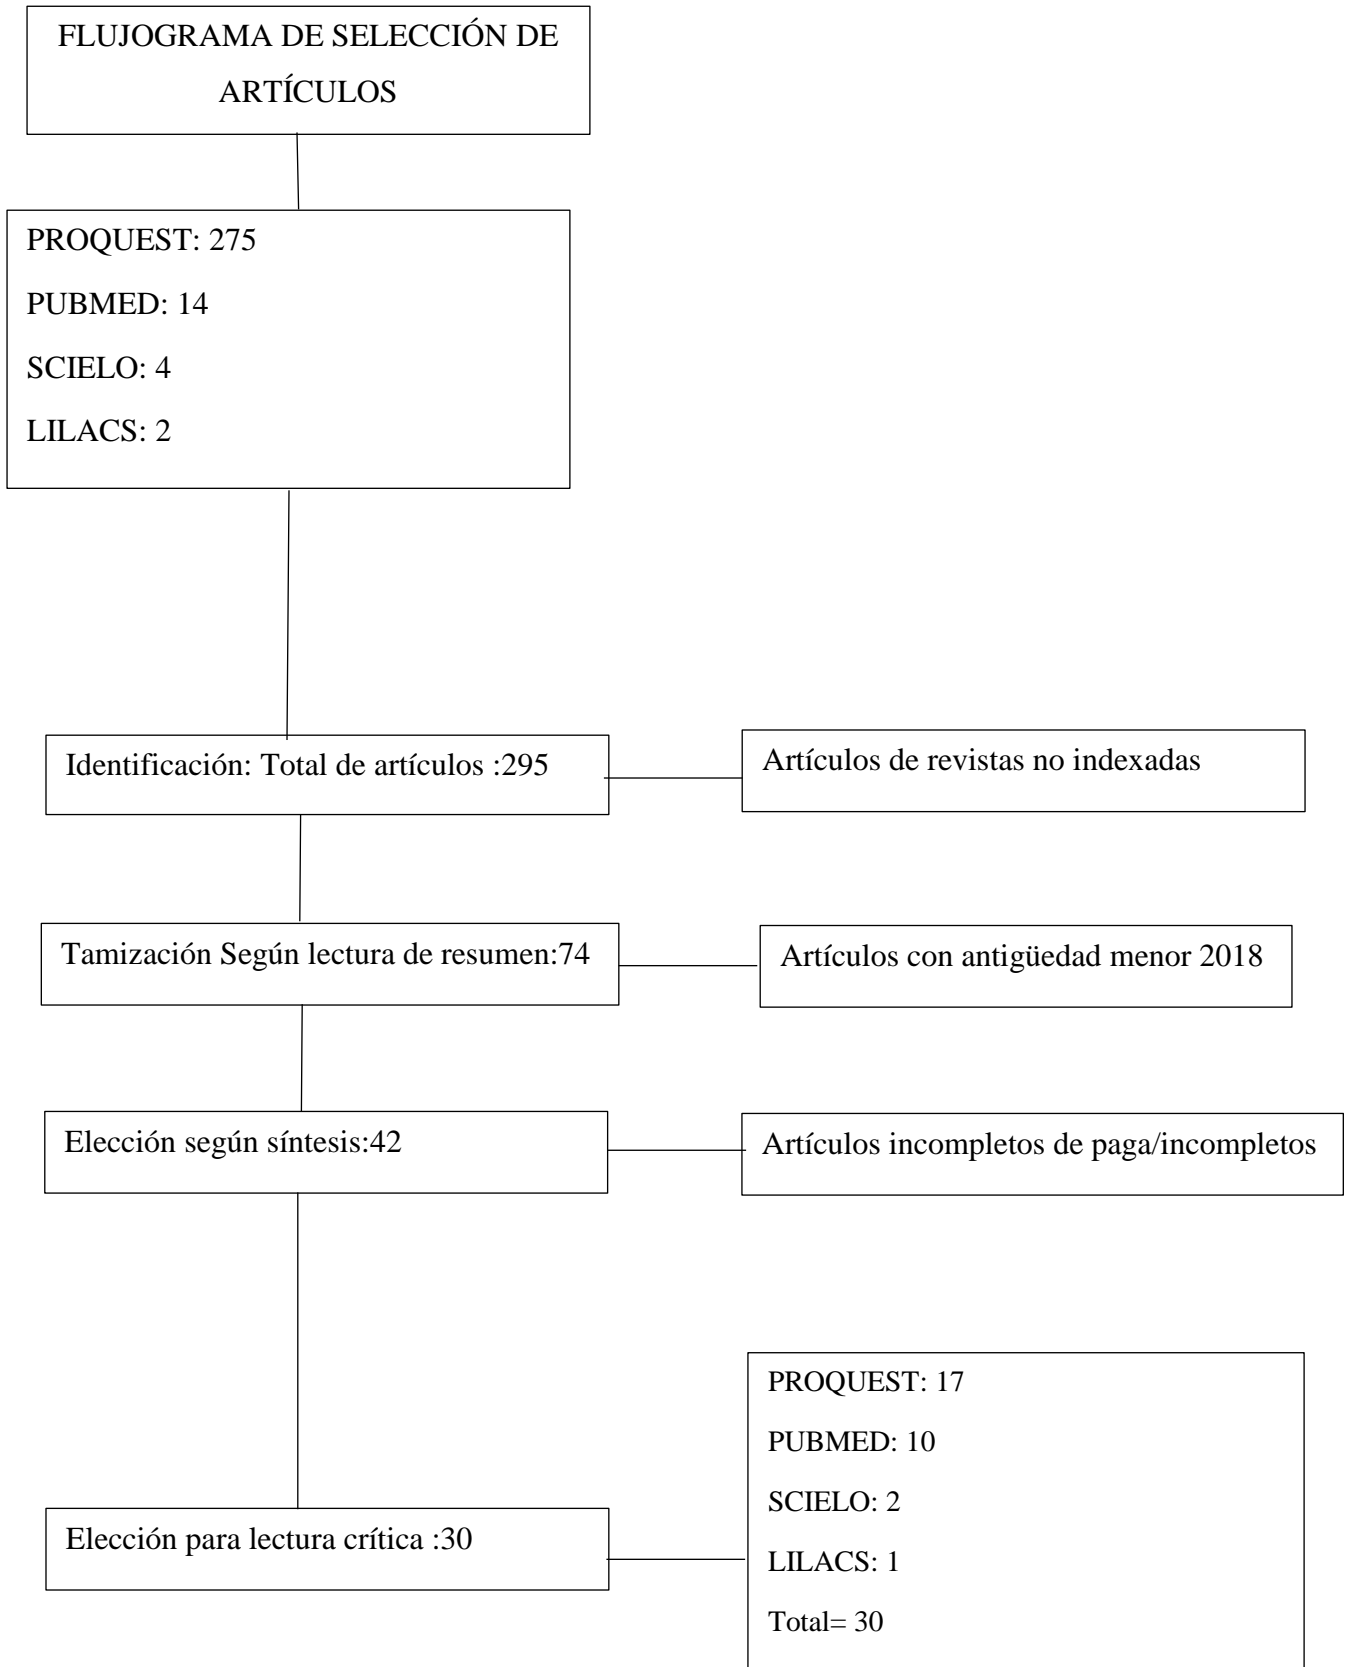 FLUJOGRAMA DE SELECCIÓN DE
ARTÍCULOS
PROQUEST: 275
PUBMED: 14
SCIELO: 4
LILACS: 2
Identificación: Total de artículos :295
Artículos de revistas no indexadas
Tamización Según lectura de resumen:74
Artículos con antigüedad menor 2018
Elección según síntesis:42
Artículos incompletos de paga/incompletos
Elección para lectura crítica :30
PROQUEST: 17
PUBMED: 10
SCIELO: 2
LILACS: 1
Total= 30